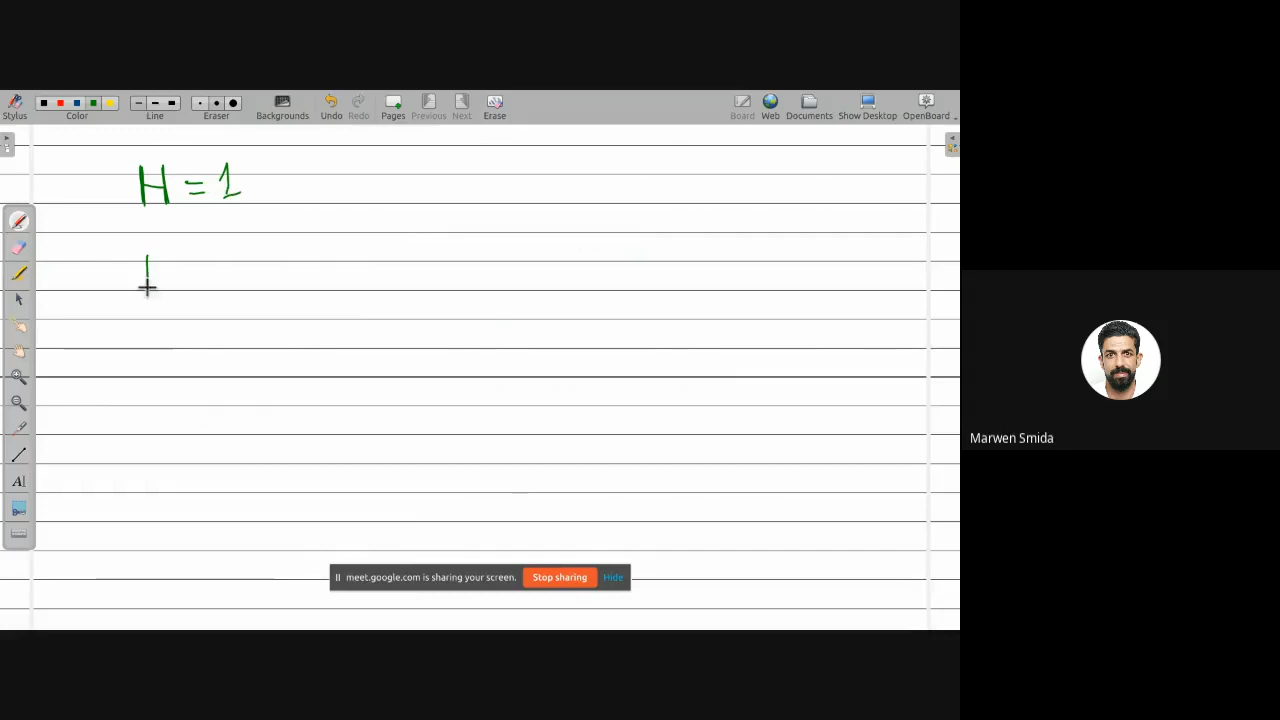 Stylus
Color
Line
Eraser
Backgrounds
Undo
Redo
Pages
Previous
Next
Erase
Board
Web
Documents
Show Desktop
OpenBoard
H = 1
AI
meet.google.com is sharing your screen.
Stop sharing
Hide
Marwen Smida